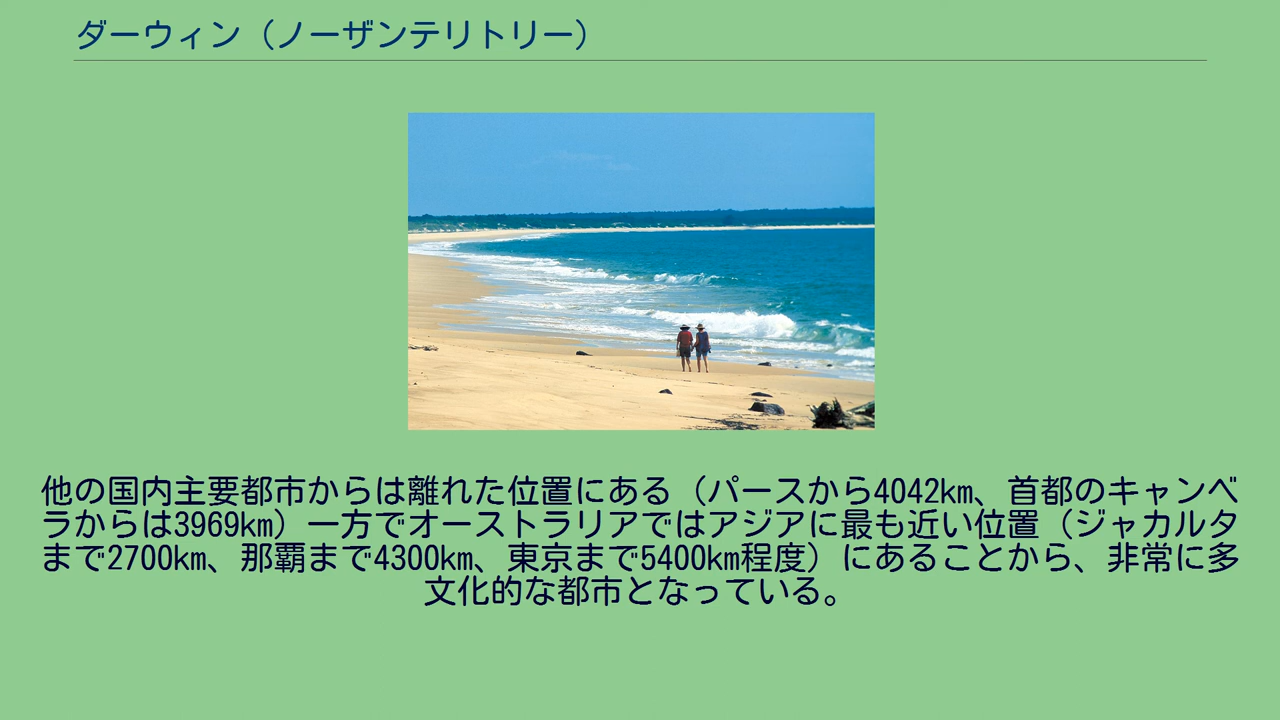 ダーウィン（ノーザンテリトリー）
他の国内主要都市からは離れた位置にある（パースから4042km、首都のキャンベ
ラからは3969km）一方でオーストラリアではアジアに最も近い位置（ジャカルタ
まで2700km、那覇まで4300km、東京まで5400km程度）にあることから、非常に多
文化的な都市となっている。